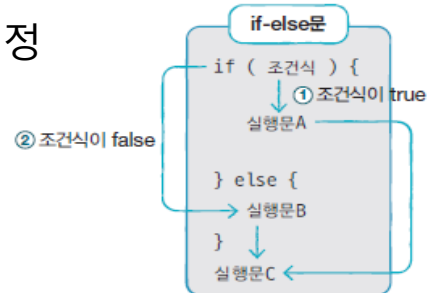 정
if-else문
if ( 조건식 ) {
① 조건식이 true
실행문A
② 조건식이 false
} else {
실행문B
}
실행문C